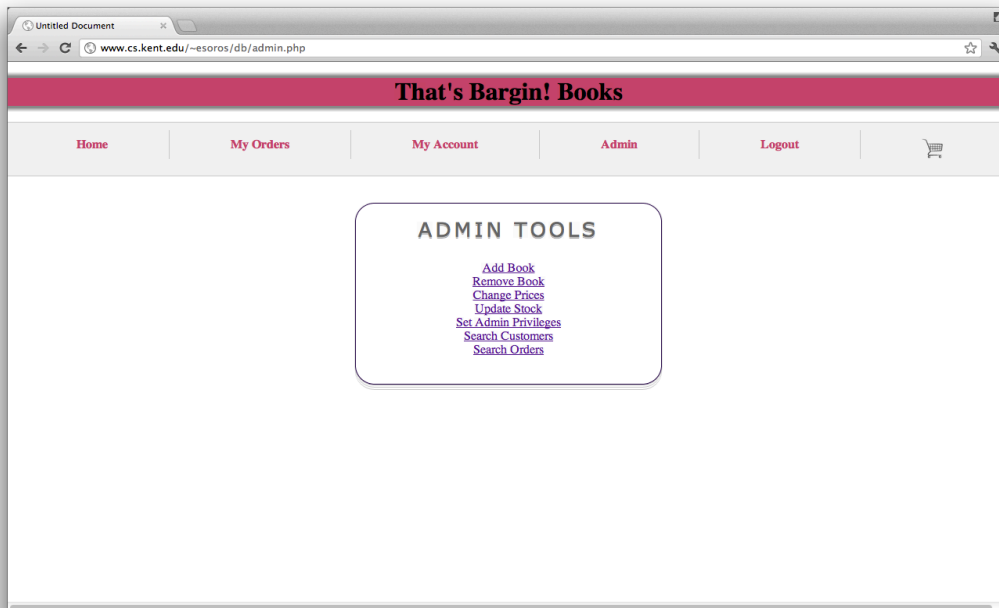 Untitled Document
www.cs.kent.edu/~esoros/db/admin.php
That's Bargin! Books
Home My Orders My Account Admin Logout
ADMIN TOOLS
Add Book
Remove Book
Change Prices
Update Stock
Set Admin Privileges
Search Customers
Search Orders